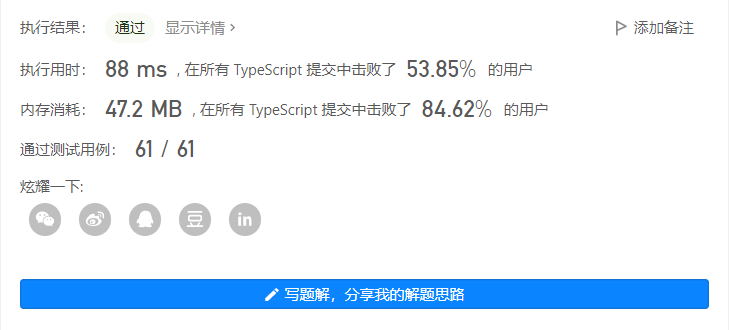 执行结果： 通过 显示详情 > 添加备注
执行用时： 88 ms , 在所有 TypeScript 提交中击败了 53.85% 的用户
内存消耗： 47.2 MB , 在所有 TypeScript 提交中击败了 84.62% 的用户
通过测试用例： 61 / 61
炫耀一下:
豆 in
写题解，分享我的解题思路